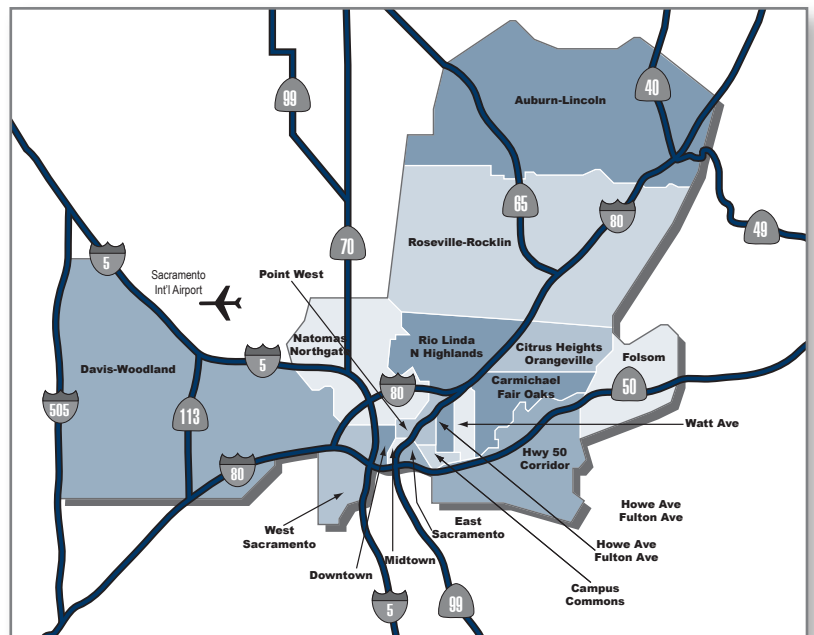 40
99
Auburn-Lincoln
65
80
49
70
Roseville-Rocklin
5
Sacramento
Int'l Airport
Point West
Natomas
Northgate
Rio Linda
N Highlands
Citrus Heights
Orangeville
Folsom
5
Davis-Woodland
80
Carmichael
Fair Oaks
50
505
113
Watt Ave
Hwy 50
Corridor
80
Howe Ave
Fulton Ave
West
Sacramento
East
Sacramento
Howe Ave
Fulton Ave
Midtown
Downtown
Campus
Commons
5
99